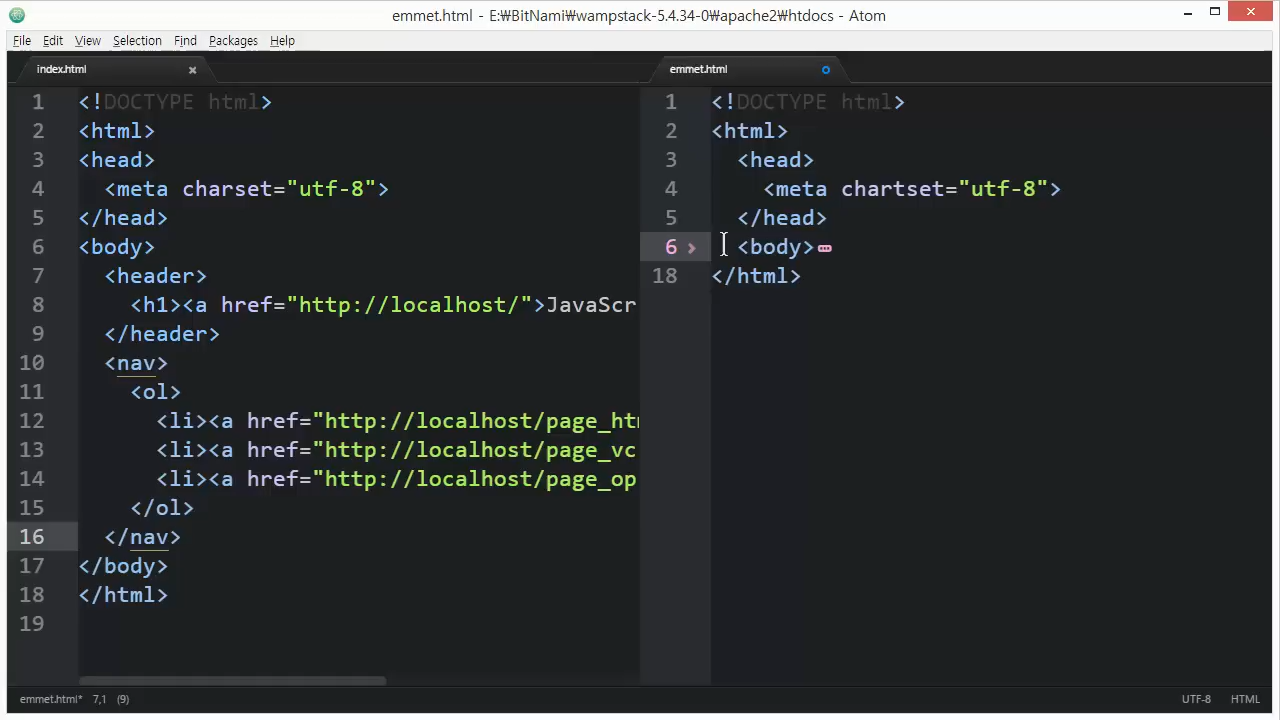 emmet.html - E:₩BitNami₩wampstack-5.4.34-0₩apache2₩htdocs - Atom
File Edit View Selection Find Packages Help
index.html
1 <!DOCTYPE html>
2 <html>
3 <head>
4 <meta charset="utf-8">
5 </head>
6 <body>
7 <header>
8 <h1><a href="http://localhost/">JavaScr
9 </header>
10 <nav>
11 <ol>
12 <li><a href="http://localhost/page_ht
13 <li><a href="http://localhost/page_vc
14 <li><a href="http://localhost/page_op
15 </ol>
16 </nav>
17 </body>
18 </html>
19
emmet.html
1 <!DOCTYPE html>
2 <html>
3 <head>
4 <meta chartset="utf-8">
5 </head>
6 <body>
18 </html>
emmet.html* 7,1 (9)
UTF-8 HTML